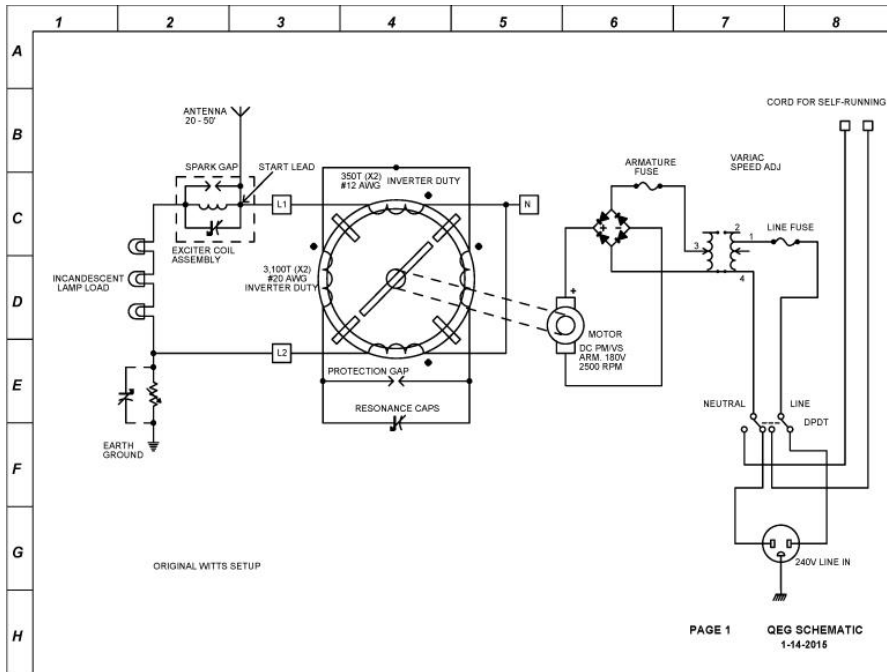 1 2 3 4 5 6 7 8
A
B
C
D
E
F
G
H
CORD FOR SELF-RUNNING
ANTENNA
20 - 50'
SPARK GAP
START LEAD
350T (X2)
#12 AWG
INVERTER DUTY
ARMATURE
FUSE
VARIAC
SPEED ADJ
L1
N
LINE FUSE
2
1
3
4
EXCITER COIL
ASSEMBLY
INCANDESCENT
LAMP LOAD
3,100T (X2)
#20 AWG
INVERTER DUTY
+
-
+
MOTOR
DC PM/VS
ARM. 180V
2500 RPM
L2
PROTECTION GAP
RESONANCE CAPS
NEUTRAL
LINE
DPDT
EARTH
GROUND
240V LINE IN
ORIGINAL WITTS SETUP
PAGE 1
QEG SCHEMATIC
1-14-2015